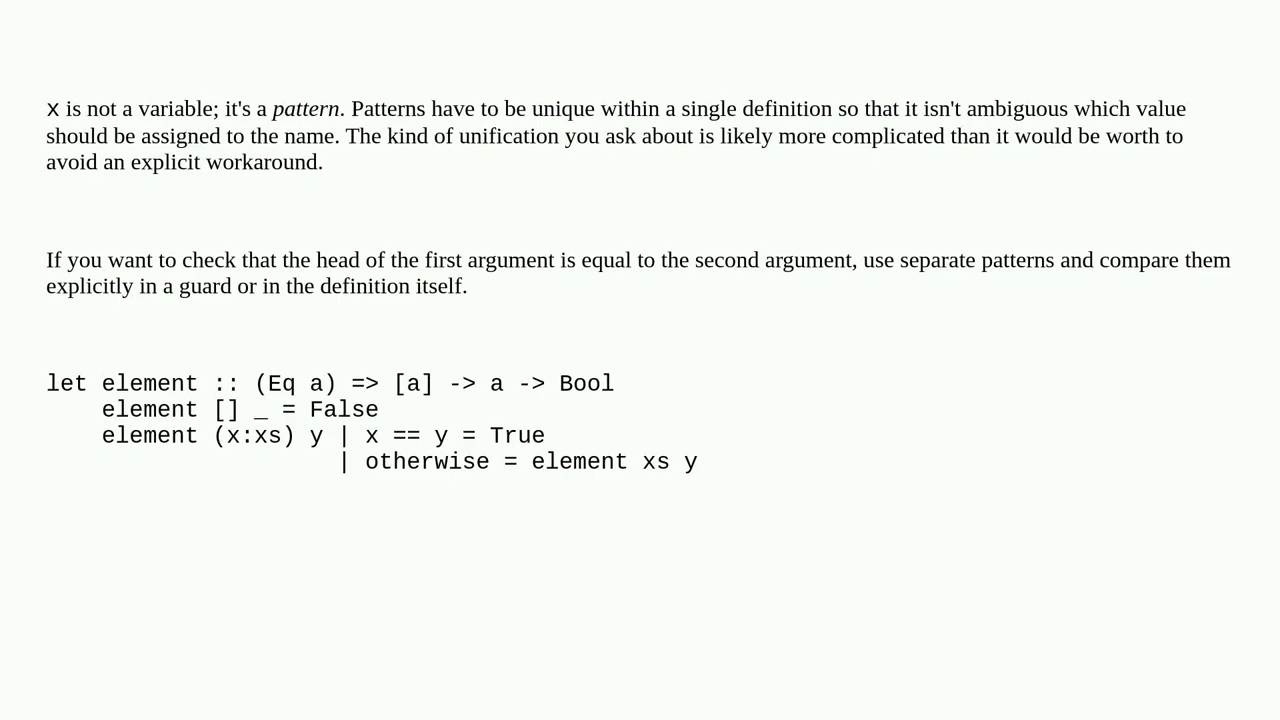 x is not a variable; it's a pattern. Patterns have to be unique within a single definition so that it isn't ambiguous which value
should be assigned to the name. The kind of unification you ask about is likely more complicated than it would be worth to
avoid an explicit workaround.
If you want to check that the head of the first argument is equal to the second argument, use separate patterns and compare them
explicitly in a guard or in the definition itself.
let element :: (Eq a) => [a] -> a -> Bool
    element [] _ = False
    element (x:xs) y | x == y = True
                     | otherwise = element xs y